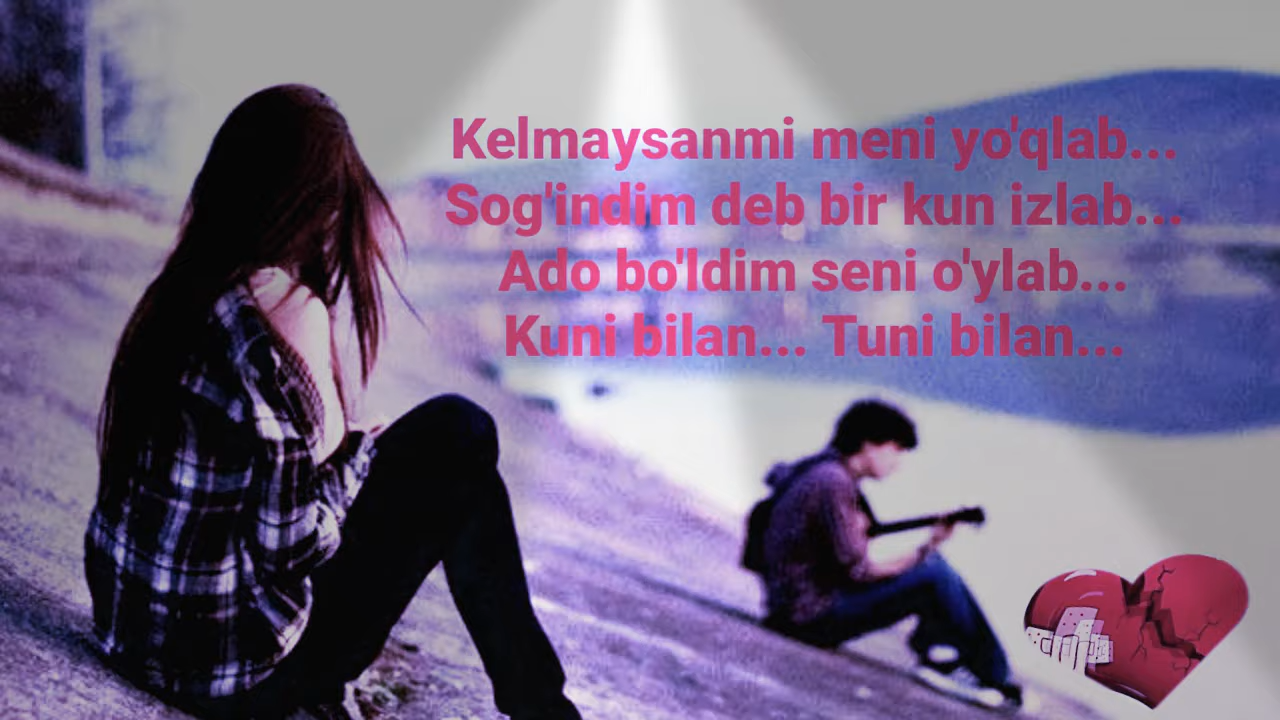 Kelmaysanmi meni yo'qlab...
Sog'indim deb bir kun izlab...
Ado bo'ldim seni o'ylab...
Kuni bilan... Tuni bilan...